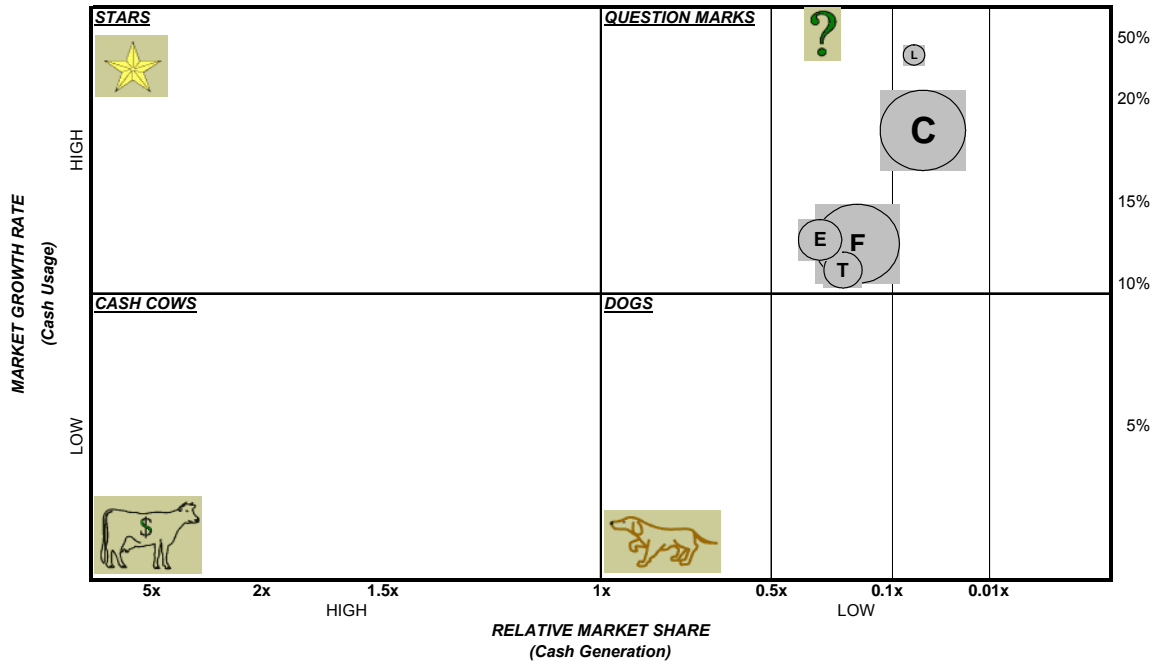 STARS
QUESTION MARKS
?
50%
L
20%
C
HIGH
15%
MARKET GROWTH RATE
(Cash Usage)
E
F
T
10%
CASH COWS
DOGS
LOW
5%
$
5x
2x
1.5x
1x
0.5x
0.1x
0.01x
HIGH
LOW
RELATIVE MARKET SHARE
(Cash Generation)